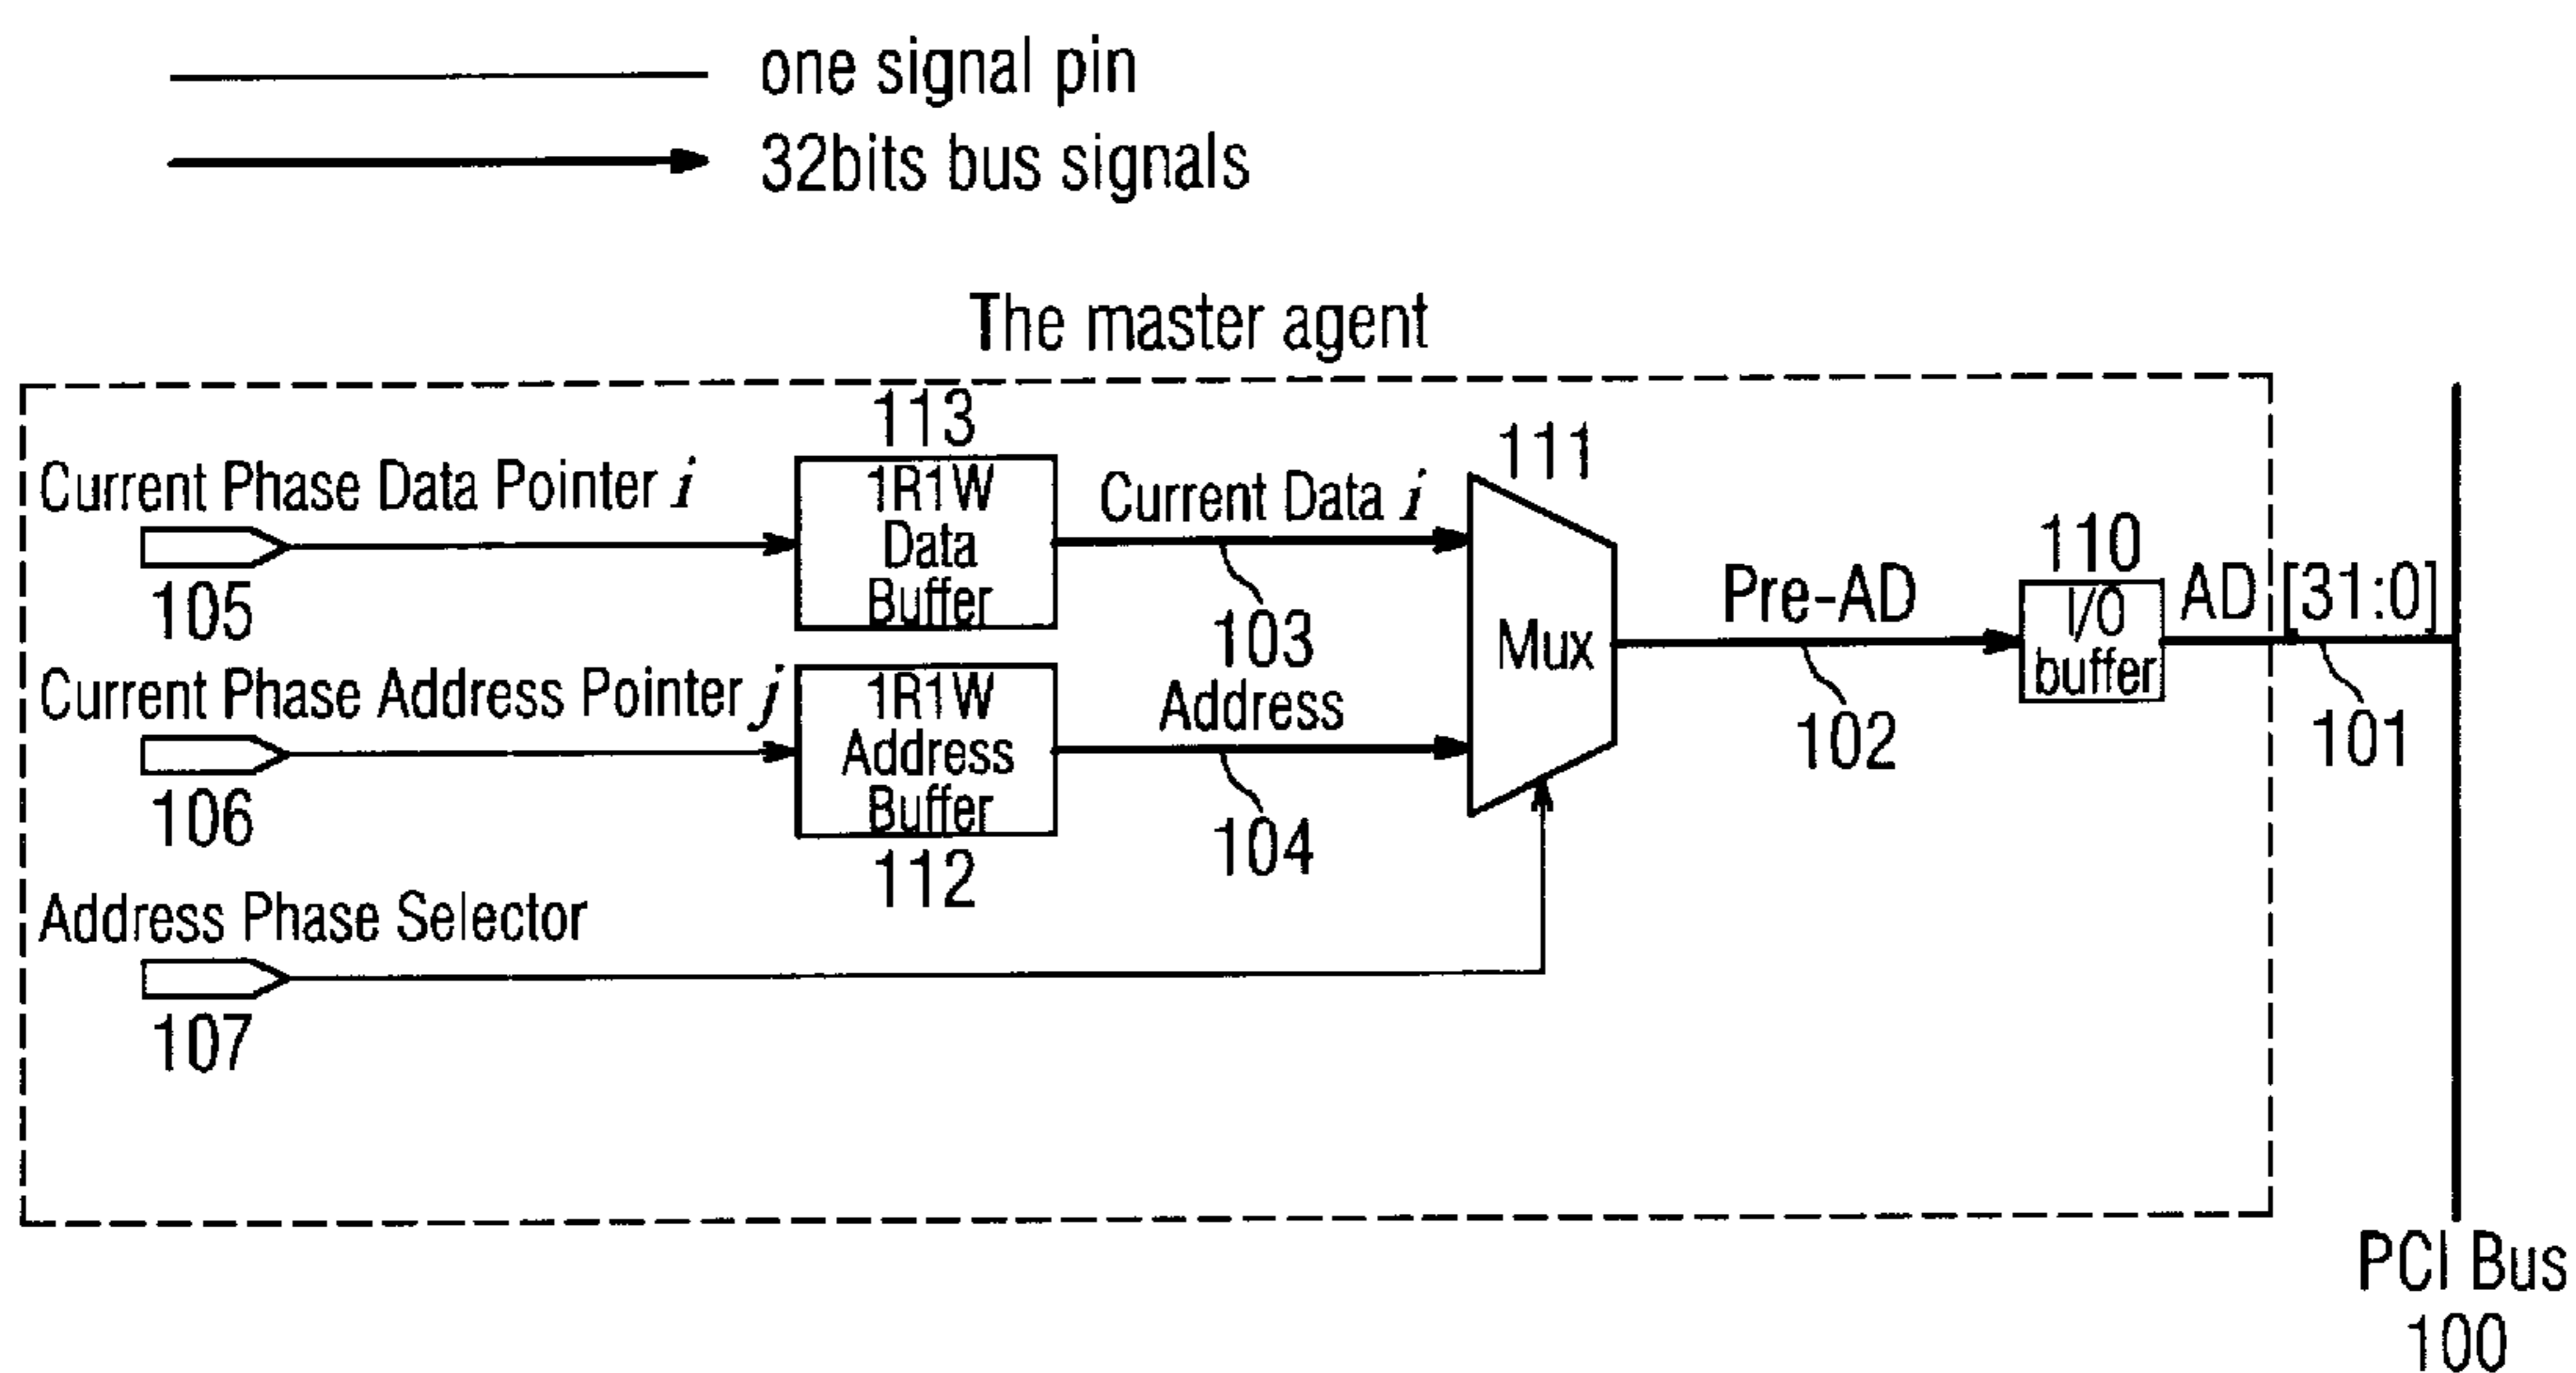 one signal pin
32bits bus signals
The master agent
113
111
Current Phase Data Pointer i
1R1W
Data
Buffer
Current Data i
103
105
Mux
Pre-AD
102
110
I/O
buffer
AD [31:0]
101
Current Phase Address Pointer j
1R1W
Address
Buffer
Address
104
106
112
Address Phase Selector
107
PCI Bus
100